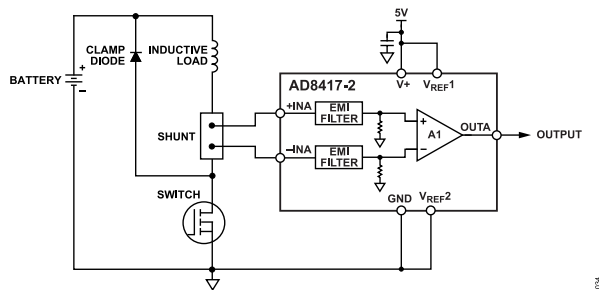 5V
CLAMP
DIODE
INDUCTIVE
LOAD
BATTERY
+
–
AD8417-2
V+
VREF1
+INA
EMI
FILTER
SHUNT
+
A1
–
OUTA
OUTPUT
–INA
EMI
FILTER
SWITCH
GND
VREF2
034